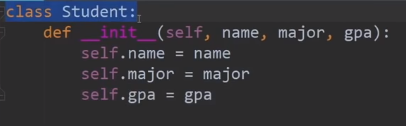 class Student:
    def __init__(self, name, major, gpa):
        self.name = name
        self.major = major
        self.gpa = gpa